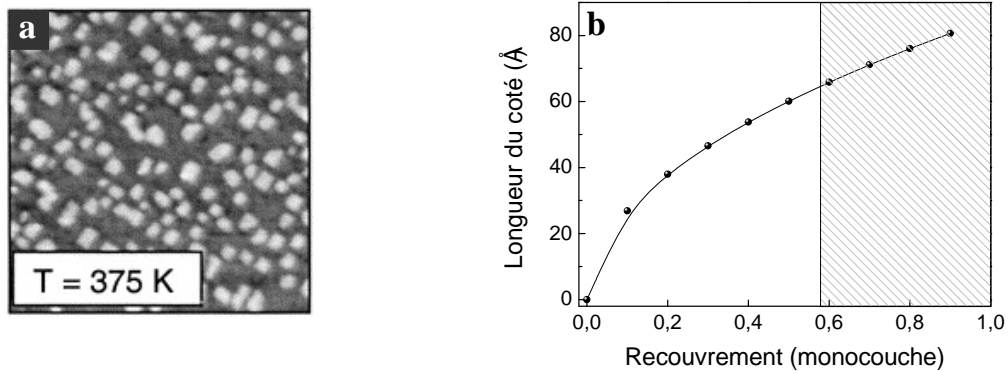 a
T = 375 K
b
Longueur du coté (Å)
80
60
40
20
0
0,0 0,2 0,4 0,6 0,8 1,0
Recouvrement (monocouche)